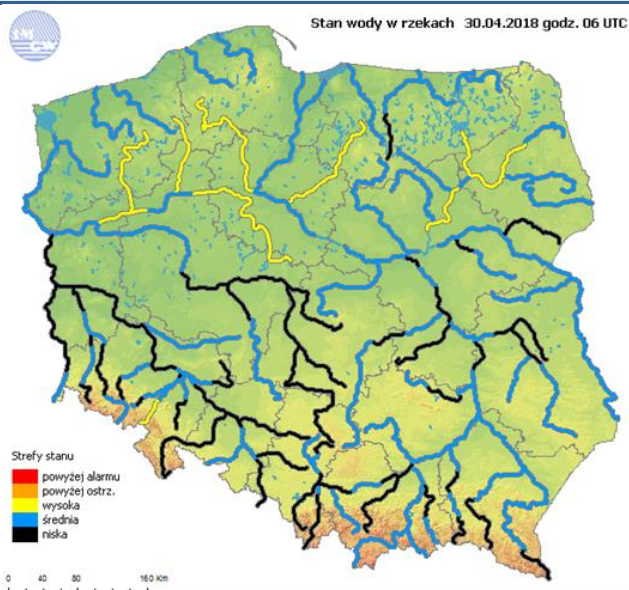 Stan wody w rzekach 30.04.2018 godz. 06 UTC
Strefy stanu
powyżej alarmu
powyżej ostrz.
wysoka
średnia
niska
0 40 80 160 Km